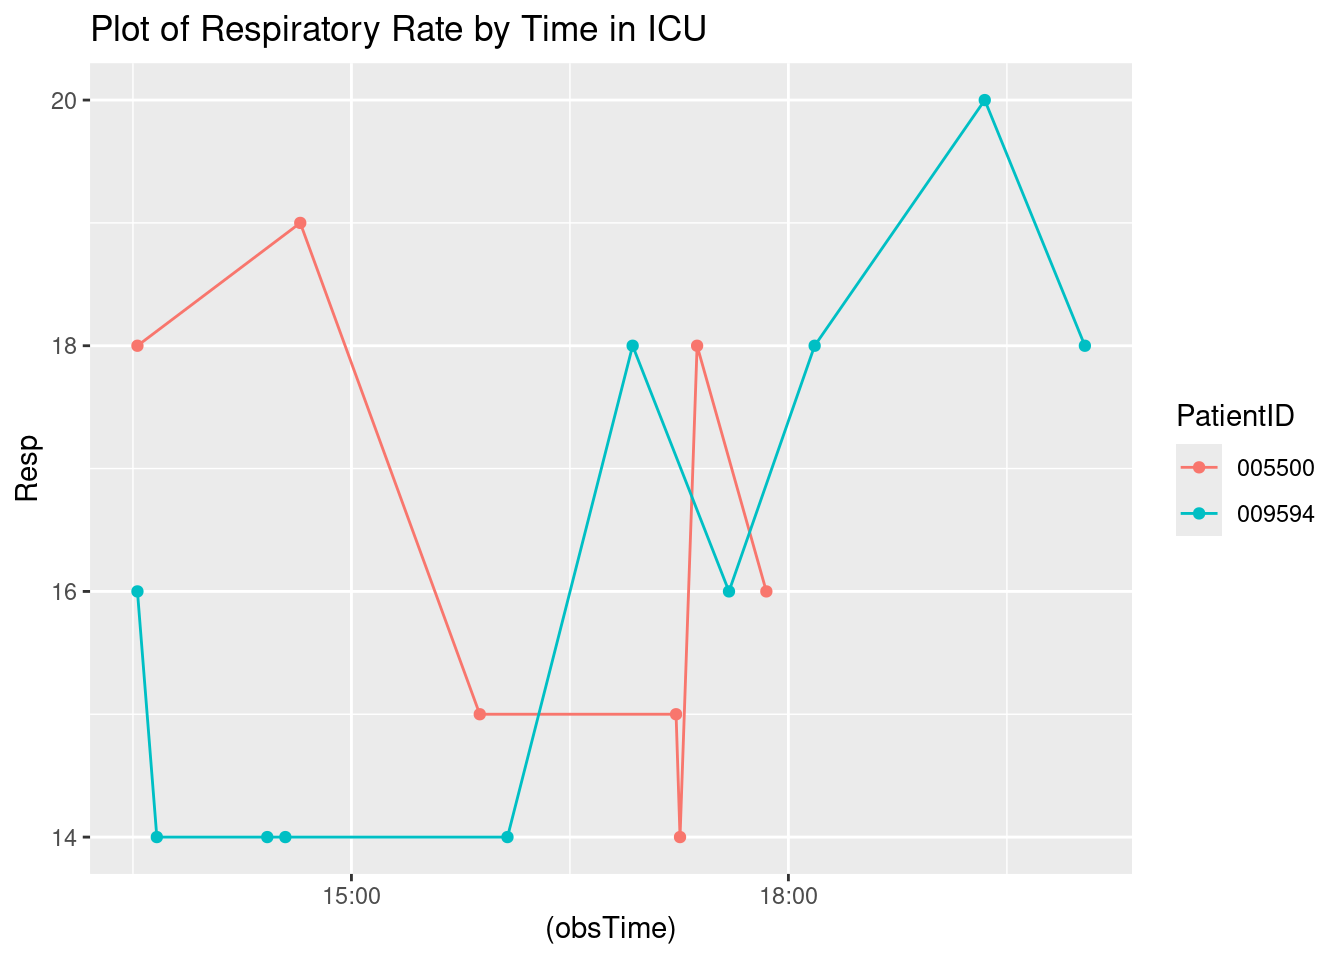 Plot of Respiratory Rate by Time in ICU
20
18
16
14
Resp
15:00
18:00
(obsTime)
PatientID
005500
009594